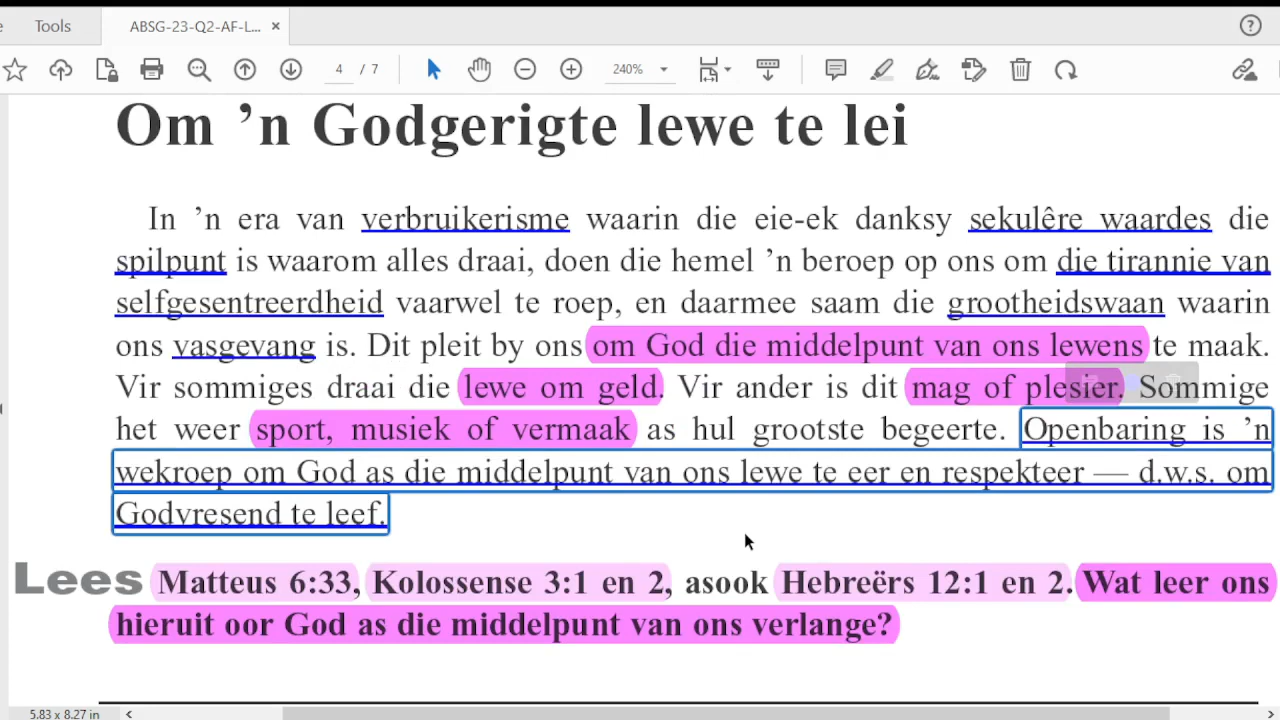 e Tools ABSG-23-Q2-AF-L... ×
4 / 7 240%
Om ’n Godgerigte lewe te lei
In ’n era van verbruikerisme waarin die eie-ek danksy sekulêre waardes die
spilpunt is waarom alles draai, doen die hemel ’n beroep op ons om die tirannie van
selfgesentreerdheid vaarwel te roep, en daarmee saam die grootheidswaan waarin
ons vasgevang is. Dit pleit by ons om God die middelpunt van ons lewens te maak.
Vir sommiges draai die lewe om geld. Vir ander is dit mag of plesier. Sommige
het weer sport, musiek of vermaak as hul grootste begeerte. Openbaring is ’n
wekroep om God as die middelpunt van ons lewe te eer en respekteer — d.w.s. om
Godvresend te leef.
Lees Matteus 6:33, Kolossense 3:1 en 2, asook Hebreërs 12:1 en 2. Wat leer ons
hieruit oor God as die middelpunt van ons verlange?
5.83 x 8.27 in